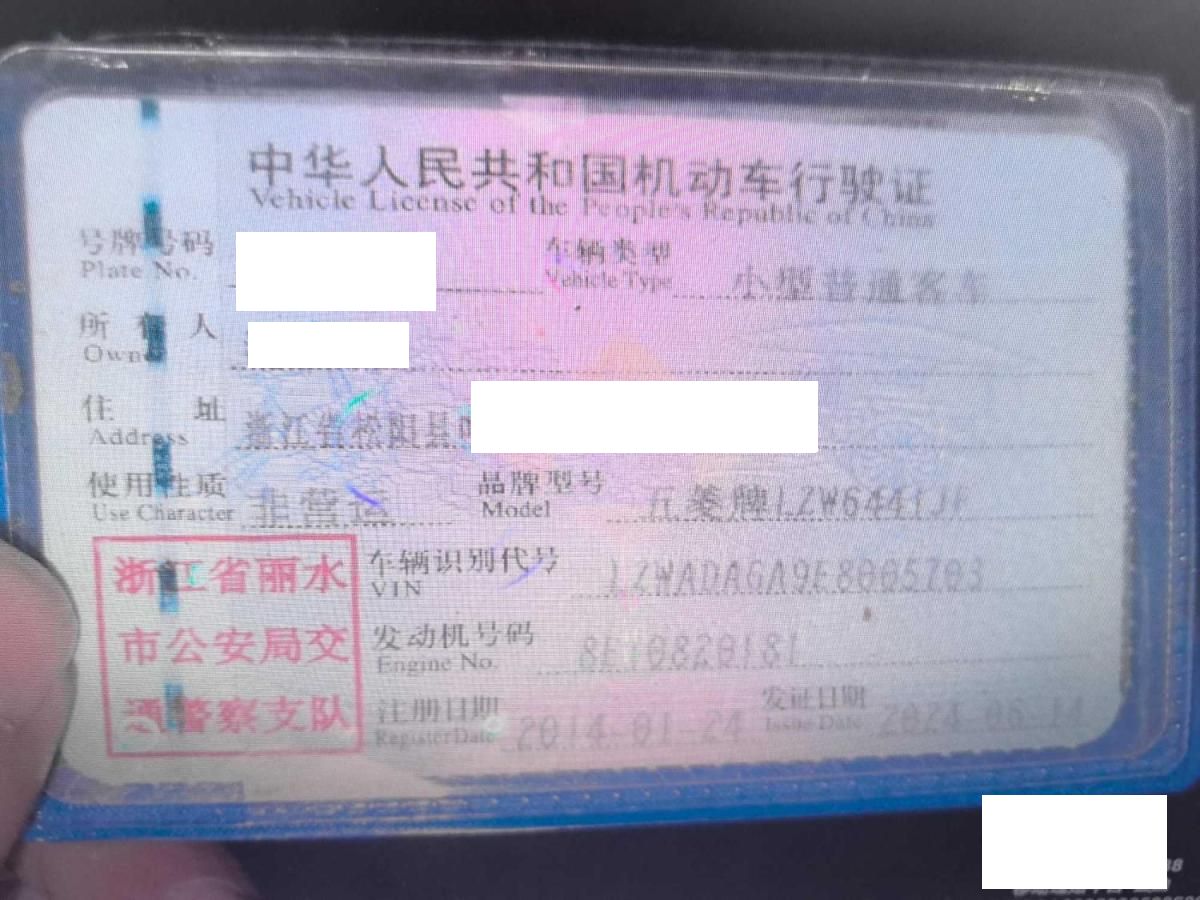 中华人民共和国机动车行驶证
Vehicle License of the People's Republic of China
号牌号码
Plate No.
车辆类型 小型普通客车
Vehicle Type
所有人
Owner
住址 浙江省松阳县
Address
使用性质 非营运
Use Character
品牌型号 五菱牌LZW6441JF
Model
浙江省丽水
市公安局交
通警察支队
车辆识别代号 LZWADAGA9E8005703
VIN
发动机号码
Engine No.
注册日期 2014-01-24
Register Date
发证日期 2024-06-14
Issue Date